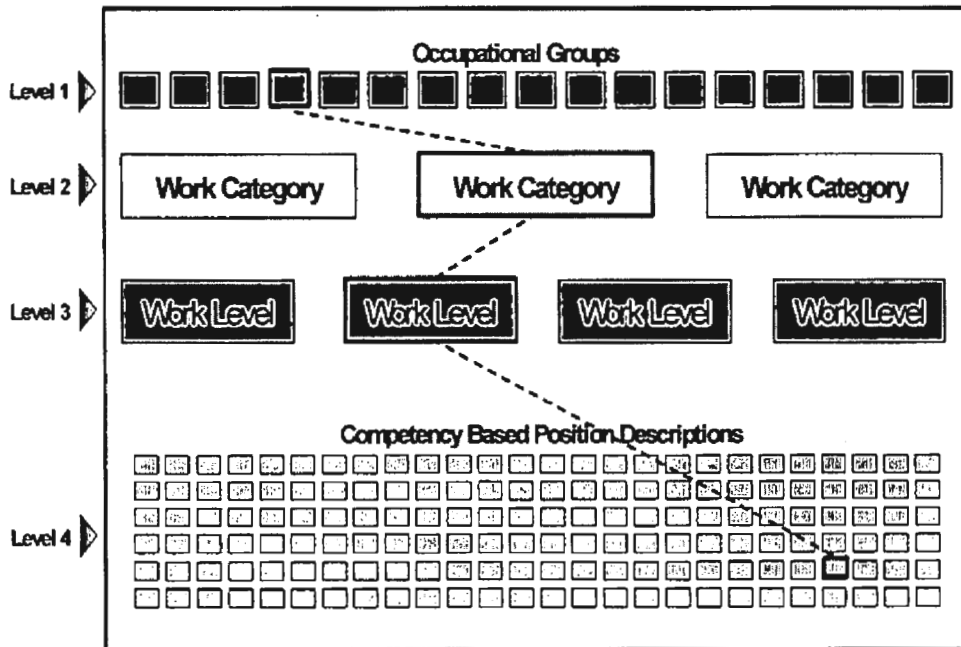 Occupational Groups
Level 1
Level 2
Work Category
Work Category
Work Category
Level 3
Work Level
Work Level
Work Level
Work Level
Competency Based Position Descriptions
Level 4